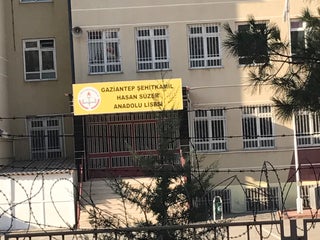 GAZİANTEP ŞEHİTKAMİL
HASAN SÜZER
ANADOLU LİSESİ